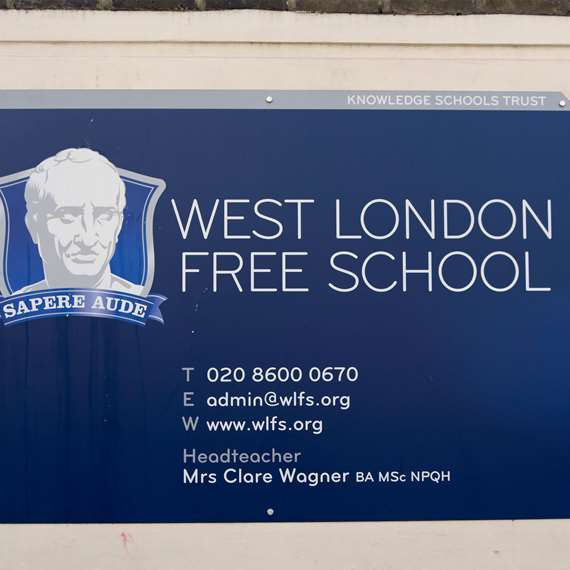 KNOWLEDGE SCHOOLS TRUST
WEST LONDON
FREE SCHOOL
SAPERE AUDE
T 020 8600 0670
E admin@wlfs.org
W www.wlfs.org
Headteacher
Mrs Clare Wagner BA MSc NPQH